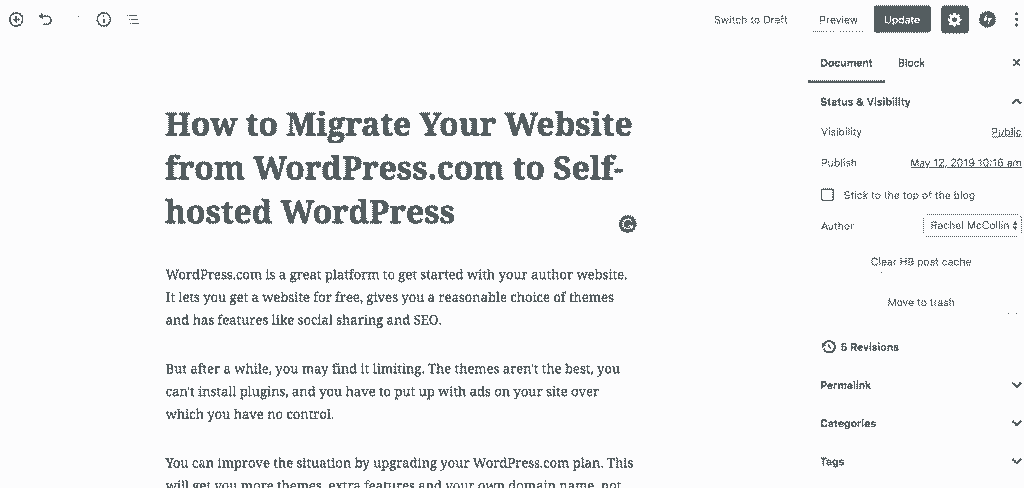 Switch to Draft Preview Update
Document Block
How to Migrate Your Website
from WordPress.com to Self-
hosted WordPress
WordPress.com is a great platform to get started with your author website.
It lets you get a website for free, gives you a reasonable choice of themes
and has features like social sharing and SEO.
But after a while, you may find it limiting. The themes aren't the best, you
can't install plugins, and you have to put up with ads on your site over
which you have no control.
You can improve the situation by upgrading your WordPress.com plan. This
will get you more themes, extra features and your own domain name, not
Status & Visibility
Visibility Public
Publish May 12, 2019 10:16 am
Stick to the top of the blog
Author Rachel McCollin
Clear HB post cache
Move to trash
5 Revisions
Permalink
Categories
Tags